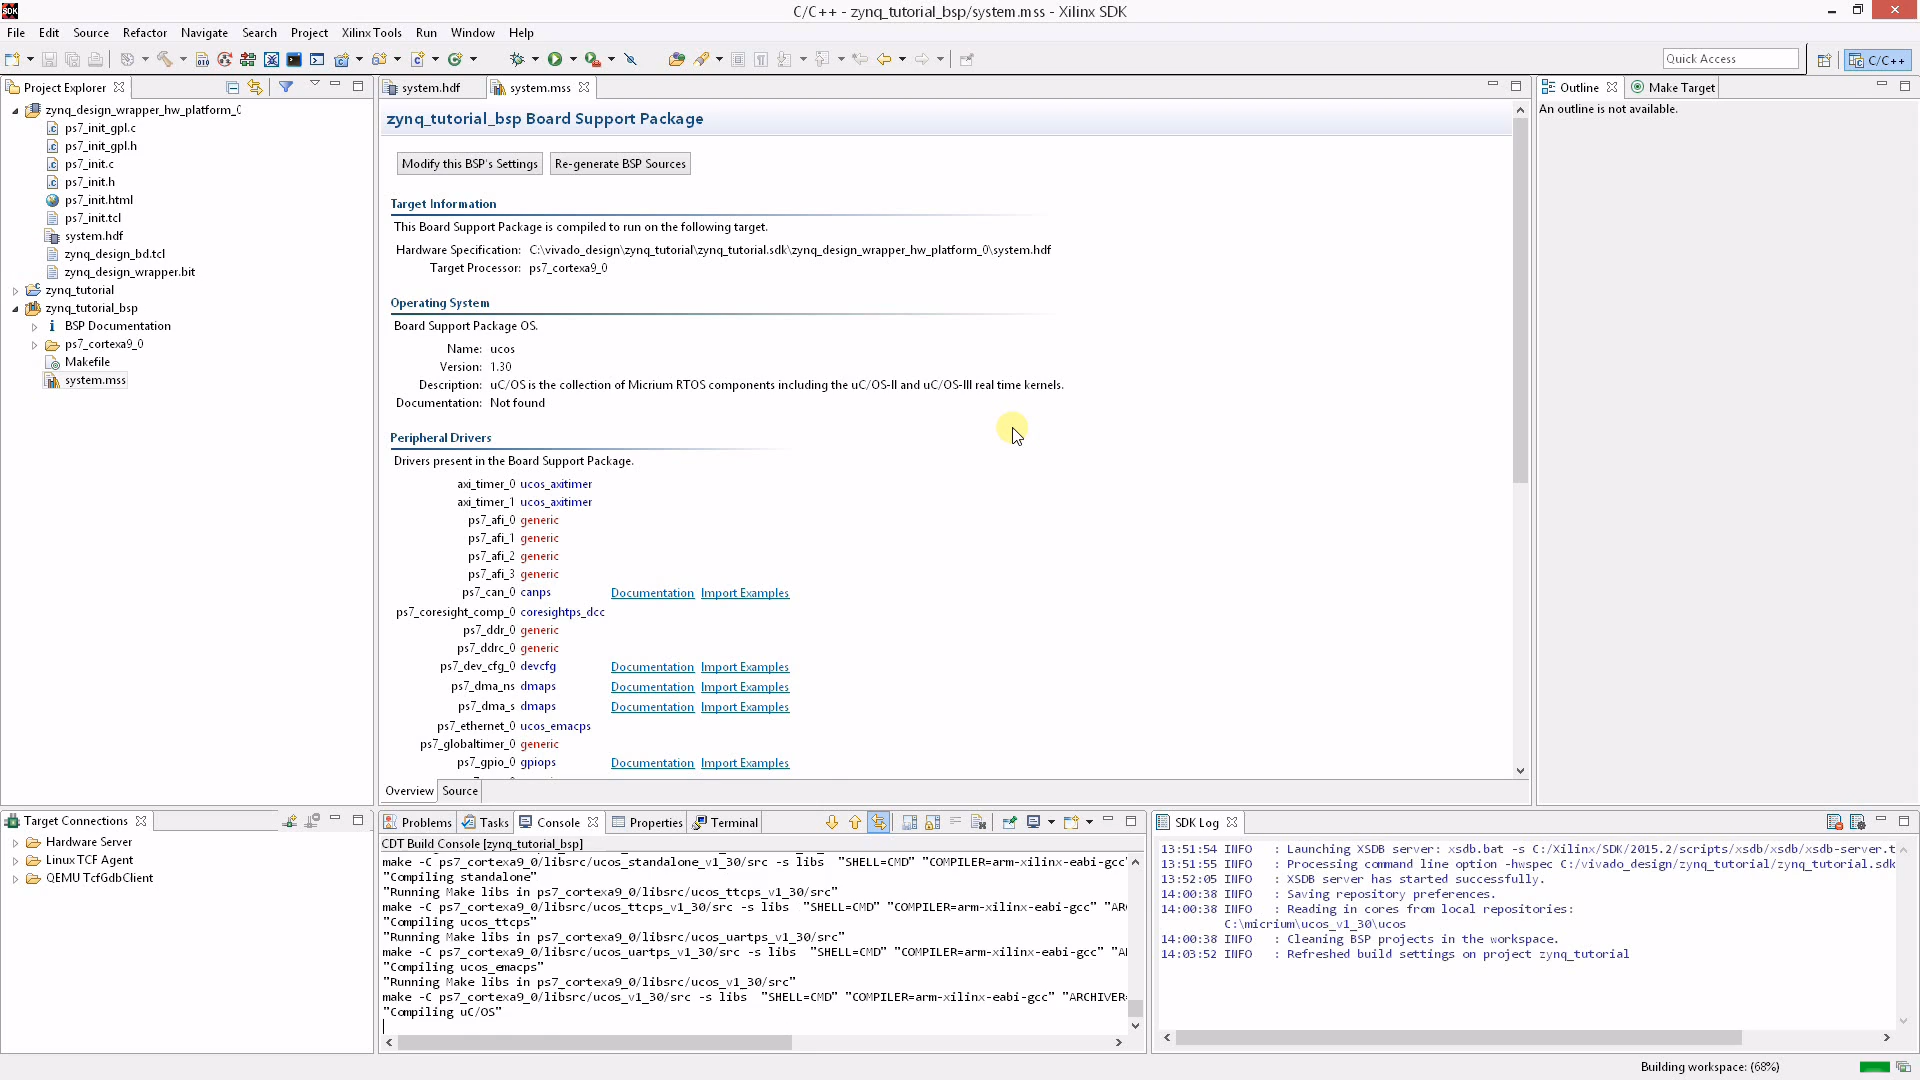 C/C++ - zynq_tutorial_bsp/system.mss - Xilinx SDK
File Edit Source Refactor Navigate Search Project Xilinx Tools Run Window Help
Quick Access
C/C++
Project Explorer
zynq_design_wrapper_hw_platform_0
ps7_init_gpl.c
ps7_init_gpl.h
ps7_init.c
ps7_init.h
ps7_init.html
ps7_init.tcl
system.hdf
zynq_design_bd.tcl
zynq_design_wrapper.bit
zynq_tutorial
zynq_tutorial_bsp
BSP Documentation
ps7_cortexa9_0
Makefile
system.mss
system.hdf
system.mss
zynq_tutorial_bsp Board Support Package
Modify this BSP's Settings
Re-generate BSP Sources
Target Information
This Board Support Package is compiled to run on the following target.
Hardware Specification: C:\vivado_design\zynq_tutorial\zynq_tutorial.sdk\zynq_design_wrapper_hw_platform_0\system.hdf
Target Processor: ps7_cortexa9_0
Operating System
Board Support Package OS.
Name: ucos
Version: 1.30
Description: uC/OS is the collection of Micrium RTOS components including the uC/OS-II and uC/OS-III real time kernels.
Documentation: Not found
Peripheral Drivers
Drivers present in the Board Support Package.
axi_timer_0 ucos_axitimer
axi_timer_1 ucos_axitimer
ps7_afi_0 generic
ps7_afi_1 generic
ps7_afi_2 generic
ps7_afi_3 generic
ps7_can_0 canps Documentation Import Examples
ps7_coresight_comp_0 coresightps_dcc
ps7_ddr_0 generic
ps7_ddrc_0 generic
ps7_dev_cfg_0 devcfg Documentation Import Examples
ps7_dma_ns dmaps Documentation Import Examples
ps7_dma_s dmaps Documentation Import Examples
ps7_ethernet_0 ucos_emacps
ps7_globaltimer_0 generic
ps7_gpio_0 gpiops Documentation Import Examples
Overview Source
Outline
Make Target
An outline is not available.
Target Connections
Hardware Server
Linux TCF Agent
QEMU TcfGdbClient
Problems Tasks Console Properties Terminal
CDT Build Console [zynq_tutorial_bsp]
make -C ps7_cortexa9_0/libsrc/ucos_standalone_v1_30/src -s libs "SHELL=CMD" "COMPILER=arm-xilinx-eabi-gcc"
"Compiling standalone"
"Running Make libs in ps7_cortexa9_0/libsrc/ucos_ttcps_v1_30/src"
make -C ps7_cortexa9_0/libsrc/ucos_ttcps_v1_30/src -s libs "SHELL=CMD" "COMPILER=arm-xilinx-eabi-gcc" "AR
"Compiling ucos_ttcps"
"Running Make libs in ps7_cortexa9_0/libsrc/ucos_uartps_v1_30/src"
make -C ps7_cortexa9_0/libsrc/ucos_uartps_v1_30/src -s libs "SHELL=CMD" "COMPILER=arm-xilinx-eabi-gcc" "A
"Compiling ucos_emacps"
"Running Make libs in ps7_cortexa9_0/libsrc/ucos_v1_30/src"
make -C ps7_cortexa9_0/libsrc/ucos_v1_30/src -s libs "SHELL=CMD" "COMPILER=arm-xilinx-eabi-gcc" "ARCHIVER=
"Compiling uC/OS"
SDK Log
13:51:54 INFO : Launching XSDB server: xsdb.bat -s C:/Xilinx/SDK/2015.2/scripts/xsdb/xsdb/xsdb-server.t
13:51:55 INFO : Processing command line option -hwspec C:/vivado_design/zynq_tutorial/zynq_tutorial.sdk
13:52:05 INFO : XSDB server has started successfully.
14:00:38 INFO : Saving repository preferences.
14:00:38 INFO : Reading in cores from local repositories:
C:\micrium\ucos_v1_30\ucos
14:00:38 INFO : Cleaning BSP projects in the workspace.
14:03:52 INFO : Refreshed build settings on project zynq_tutorial
Building workspace: (68%)